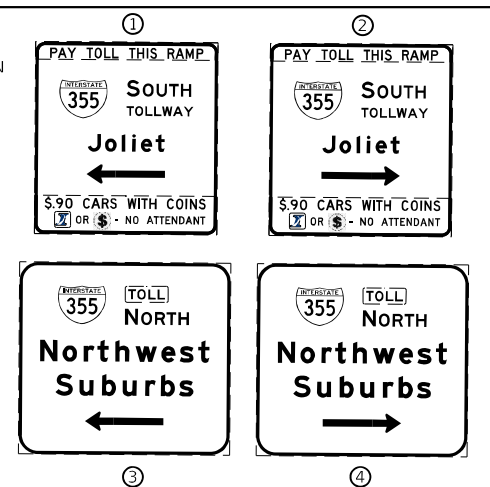 N
①
PAY TOLL THIS RAMP
INTERSTATE
355
SOUTH
TOLLWAY
Joliet
$.90 CARS WITH COINS
OR $ - NO ATTENDANT
②
PAY TOLL THIS RAMP
INTERSTATE
355
SOUTH
TOLLWAY
Joliet
$.90 CARS WITH COINS
OR $ - NO ATTENDANT
INTERSTATE
355
TOLL
NORTH
Northwest
Suburbs
③
INTERSTATE
355
TOLL
NORTH
Northwest
Suburbs
④